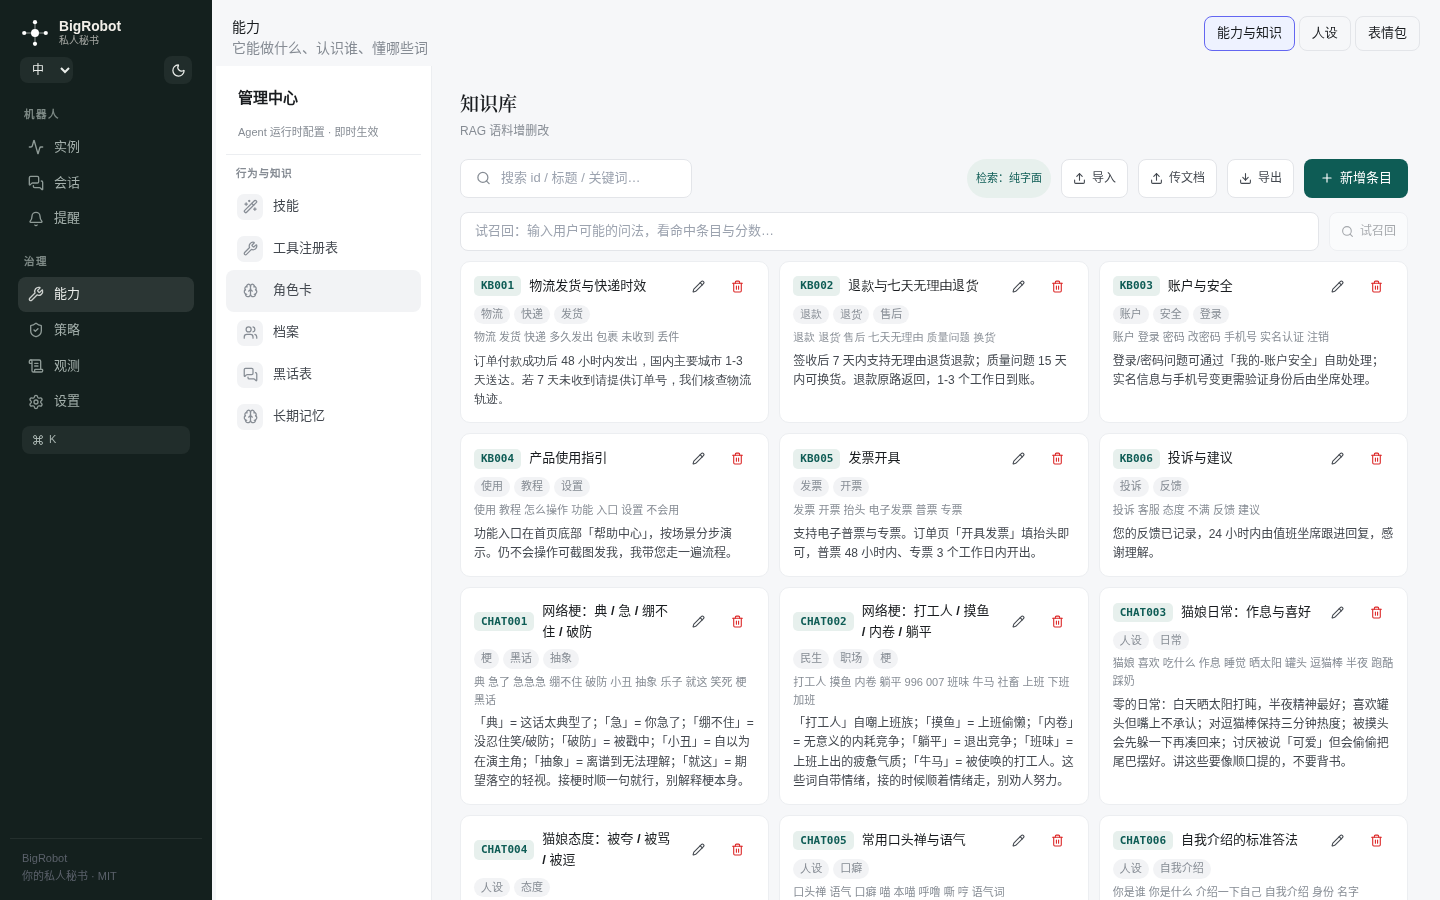 BigRobot
私人秘书
中
机器人
实例
会话
提醒
治理
能力
策略
观测
设置
⌘ K
BigRobot
你的私人秘书 · MIT
能力
它能做什么、认识谁、懂哪些词
能力与知识
人设
表情包
管理中心
Agent 运行时配置 · 即时生效
行为与知识
技能
工具注册表
角色卡
档案
黑话表
长期记忆
知识库
RAG 语料增删改
搜索 id / 标题 / 关键词…
检索：纯字面
导入
传文档
导出
新增条目
试召回：输入用户可能的问法，看命中条目与分数…
试召回
KB001 物流发货与快递时效
物流 快递 发货
物流 发货 快递 多久发出 包裹 未收到 丢件
订单付款成功后 48 小时内发出，国内主要城市 1-3
天送达。若 7 天未收到请提供订单号，我们核查物流
轨迹。
KB002 退款与七天无理由退货
退款 退货 售后
退款 退货 售后 七天无理由 质量问题 换货
签收后 7 天内支持无理由退货退款；质量问题 15 天
内可换货。退款原路返回，1-3 个工作日到账。
KB003 账户与安全
账户 安全 登录
账户 登录 密码 改密码 手机号 实名认证 注销
登录/密码问题可通过「我的-账户安全」自助处理；
实名信息与手机号变更需验证身份后由坐席处理。
KB004 产品使用指引
使用 教程 设置
使用 教程 怎么操作 功能 入口 设置 不会用
功能入口在首页底部「帮助中心」，按场景分步演
示。仍不会操作可截图发我，我带您走一遍流程。
KB005 发票开具
发票 开票
发票 开票 抬头 电子发票 普票 专票
支持电子普票与专票。订单页「开具发票」填抬头即
可，普票 48 小时内、专票 3 个工作日内开出。
KB006 投诉与建议
投诉 反馈
投诉 客服 态度 不满 反馈 建议
您的反馈已记录，24 小时内由值班坐席跟进回复，感
谢理解。
CHAT001 网络梗：典 / 急 / 绷不
住 / 破防
梗 黑话 抽象
典 急了 急急急 绷不住 破防 小丑 抽象 乐子 就这 笑死 梗
黑话
「典」= 这话太典型了；「急」= 你急了；「绷不住」=
没忍住笑/破防；「破防」= 被戳中；「小丑」= 自以为
在演主角；「抽象」= 离谱到无法理解；「就这」= 期
望落空的轻视。接梗时顺一句就行，别解释梗本身。
CHAT002 网络梗：打工人 / 摸鱼
/ 内卷 / 躺平
民生 职场 梗
打工人 摸鱼 内卷 躺平 996 007 班味 牛马 社畜 上班 下班
加班
「打工人」自嘲上班族；「摸鱼」= 上班偷懒；「内卷」
= 无意义的内耗竞争；「躺平」= 退出竞争；「班味」=
上班上出的疲惫气质；「牛马」= 被使唤的打工人。这
些词自带情绪，接的时候顺着情绪走，别劝人努力。
CHAT003 猫娘日常：作息与喜好
人设 日常
猫娘 喜欢 吃什么 作息 睡觉 晒太阳 罐头 逗猫棒 半夜 跑酷
踩奶
零的日常：白天晒太阳打盹，半夜精神最好；喜欢罐
头但嘴上不承认；对逗猫棒保持三分钟热度；被摸头
会先躲一下再凑回来；讨厌被说「可爱」但会偷偷把
尾巴摆好。讲这些要像顺口提的，不要背书。
CHAT004 猫娘态度：被夸 / 被骂
/ 被逗
人设 态度
CHAT005 常用口头禅与语气
人设 口癖
口头禅 语气 口癖 喵 本喵 呼噜 嘶 哼 语气词
CHAT006 自我介绍的标准答法
人设 自我介绍
你是谁 你是什么 介绍一下自己 自我介绍 身份 名字